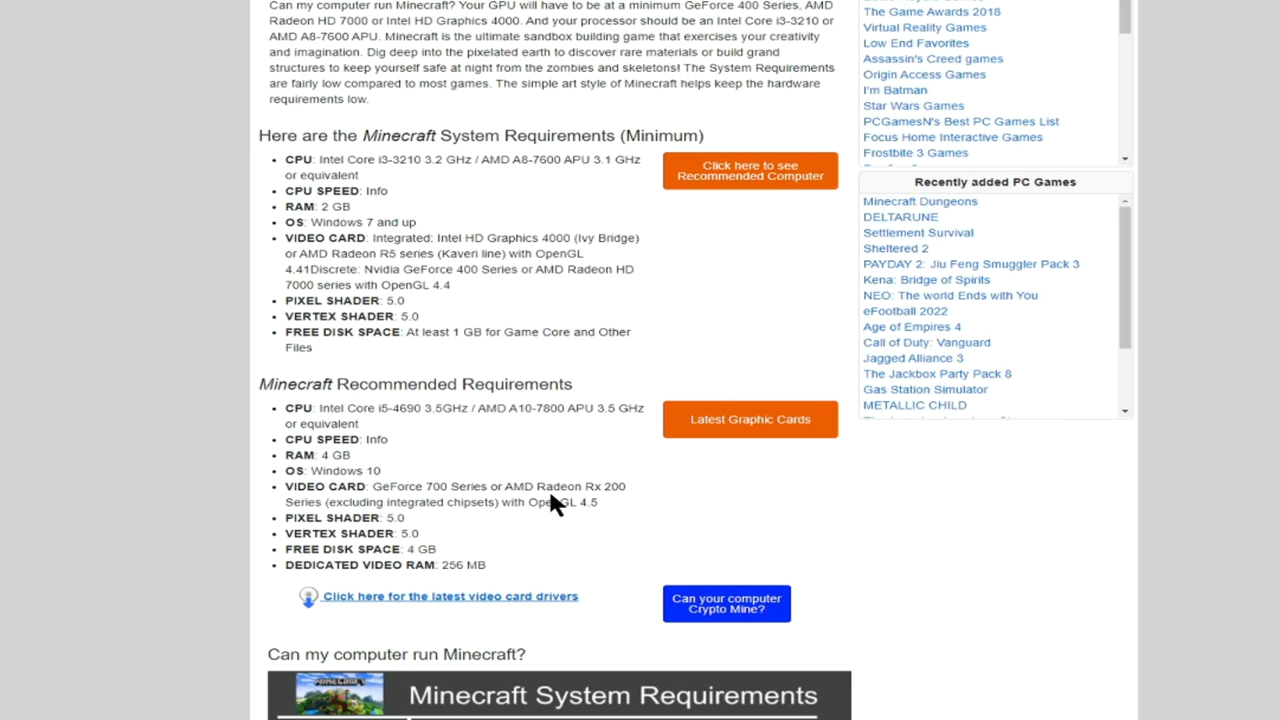 Can my computer run Minecraft? Your GPU will have to be at a minimum GeForce 400 Series, AMD
Radeon HD 7000 or Intel HD Graphics 4000. And your processor should be an Intel Core i3-3210 or
AMD A8-7600 APU. Minecraft is the ultimate sandbox building game that exercises your creativity
and imagination. Dig deep into the pixelated earth to discover rare materials or build grand
structures to keep yourself safe at night from the zombies and skeletons! The System Requirements
are fairly low compared to most games. The simple art style of Minecraft helps keep the hardware
requirements low.
Here are the Minecraft System Requirements (Minimum)
CPU: Intel Core i3-3210 3.2 GHz / AMD A8-7600 APU 3.1 GHz
or equivalent
CPU SPEED: Info
RAM: 2 GB
OS: Windows 7 and up
VIDEO CARD: Integrated: Intel HD Graphics 4000 (Ivy Bridge)
or AMD Radeon R5 series (Kaveri line) with OpenGL
4.41Discrete: Nvidia GeForce 400 Series or AMD Radeon HD
7000 series with OpenGL 4.4
PIXEL SHADER: 5.0
VERTEX SHADER: 5.0
FREE DISK SPACE: At least 1 GB for Game Core and Other
Files
Click here to see
Recommended Computer
Minecraft Recommended Requirements
CPU: Intel Core i5-4690 3.5GHz / AMD A10-7800 APU 3.5 GHz
or equivalent
CPU SPEED: Info
RAM: 4 GB
OS: Windows 10
VIDEO CARD: GeForce 700 Series or AMD Radeon Rx 200
Series (excluding integrated chipsets) with OpenGL 4.5
PIXEL SHADER: 5.0
VERTEX SHADER: 5.0
FREE DISK SPACE: 4 GB
DEDICATED VIDEO RAM: 256 MB
Latest Graphic Cards
Click here for the latest video card drivers
Can your computer
Crypto Mine?
Can my computer run Minecraft?
MINECRAFT
Minecraft System Requirements
The Game Awards 2018
Virtual Reality Games
Low End Favorites
Assassin's Creed games
Origin Access Games
I'm Batman
Star Wars Games
PCGamesN's Best PC Games List
Focus Home Interactive Games
Frostbite 3 Games
Recently added PC Games
Minecraft Dungeons
DELTARUNE
Settlement Survival
Sheltered 2
PAYDAY 2: Jiu Feng Smuggler Pack 3
Kena: Bridge of Spirits
NEO: The world Ends with You
eFootball 2022
Age of Empires 4
Call of Duty: Vanguard
Jagged Alliance 3
The Jackbox Party Pack 8
Gas Station Simulator
METALLIC CHILD